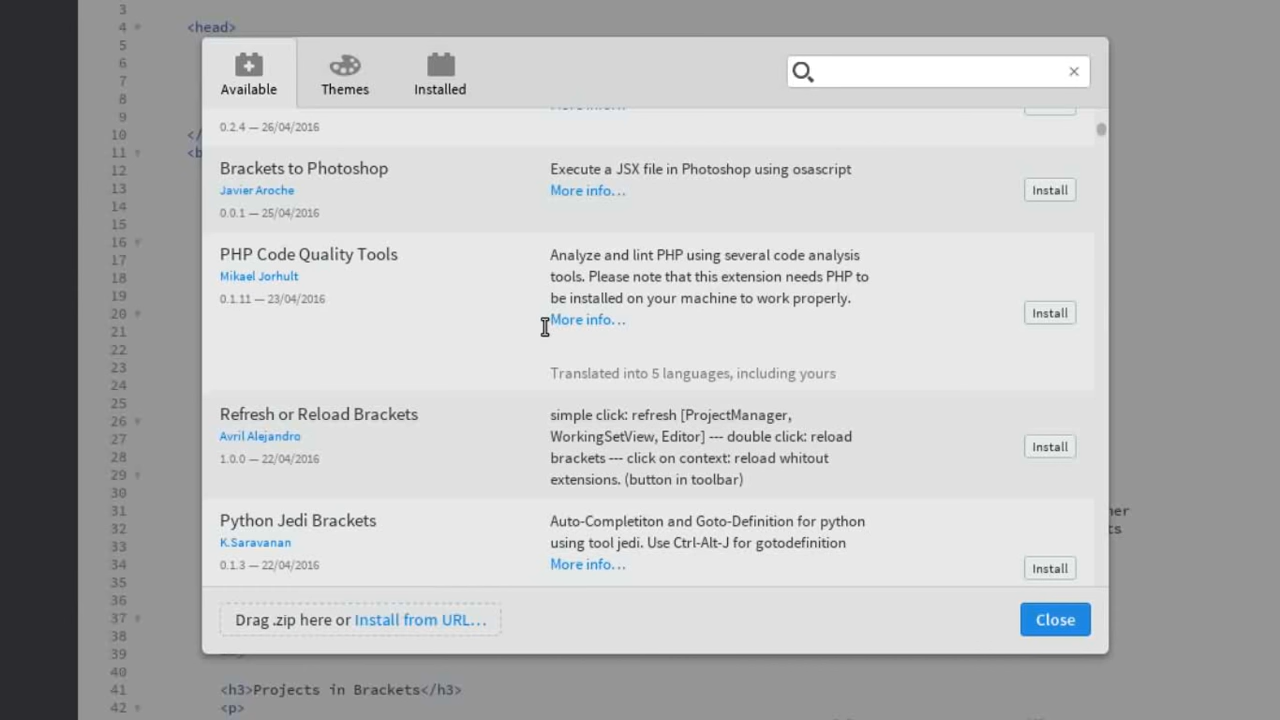 3
4 <head>
5
6
7
8
9
10 </
11 <b
12
13
14
15
16
17
18
19
20
21
22
23
24
25
26
27
28
29
30
31 her
32 ts
33
34
35
36
37
38
39
40
41 <h3>Projects in Brackets</h3>
42 <p>
Available
Themes
Installed
0.2.4 — 26/04/2016
Brackets to Photoshop
Javier Aroche
0.0.1 — 25/04/2016
Execute a JSX file in Photoshop using osascript
More info...
Install
PHP Code Quality Tools
Mikael Jorhult
0.1.11 — 23/04/2016
Analyze and lint PHP using several code analysis
tools. Please note that this extension needs PHP to
be installed on your machine to work properly.
More info...
Translated into 5 languages, including yours
Install
Refresh or Reload Brackets
Avril Alejandro
1.0.0 — 22/04/2016
simple click: refresh [ProjectManager,
WorkingSetView, Editor] --- double click: reload
brackets --- click on context: reload whitout
extensions. (button in toolbar)
Install
Python Jedi Brackets
K.Saravanan
0.1.3 — 22/04/2016
Auto-Completiton and Goto-Definition for python
using tool jedi. Use Ctrl-Alt-J for gotodefinition
More info...
Install
Drag .zip here or Install from URL...
Close